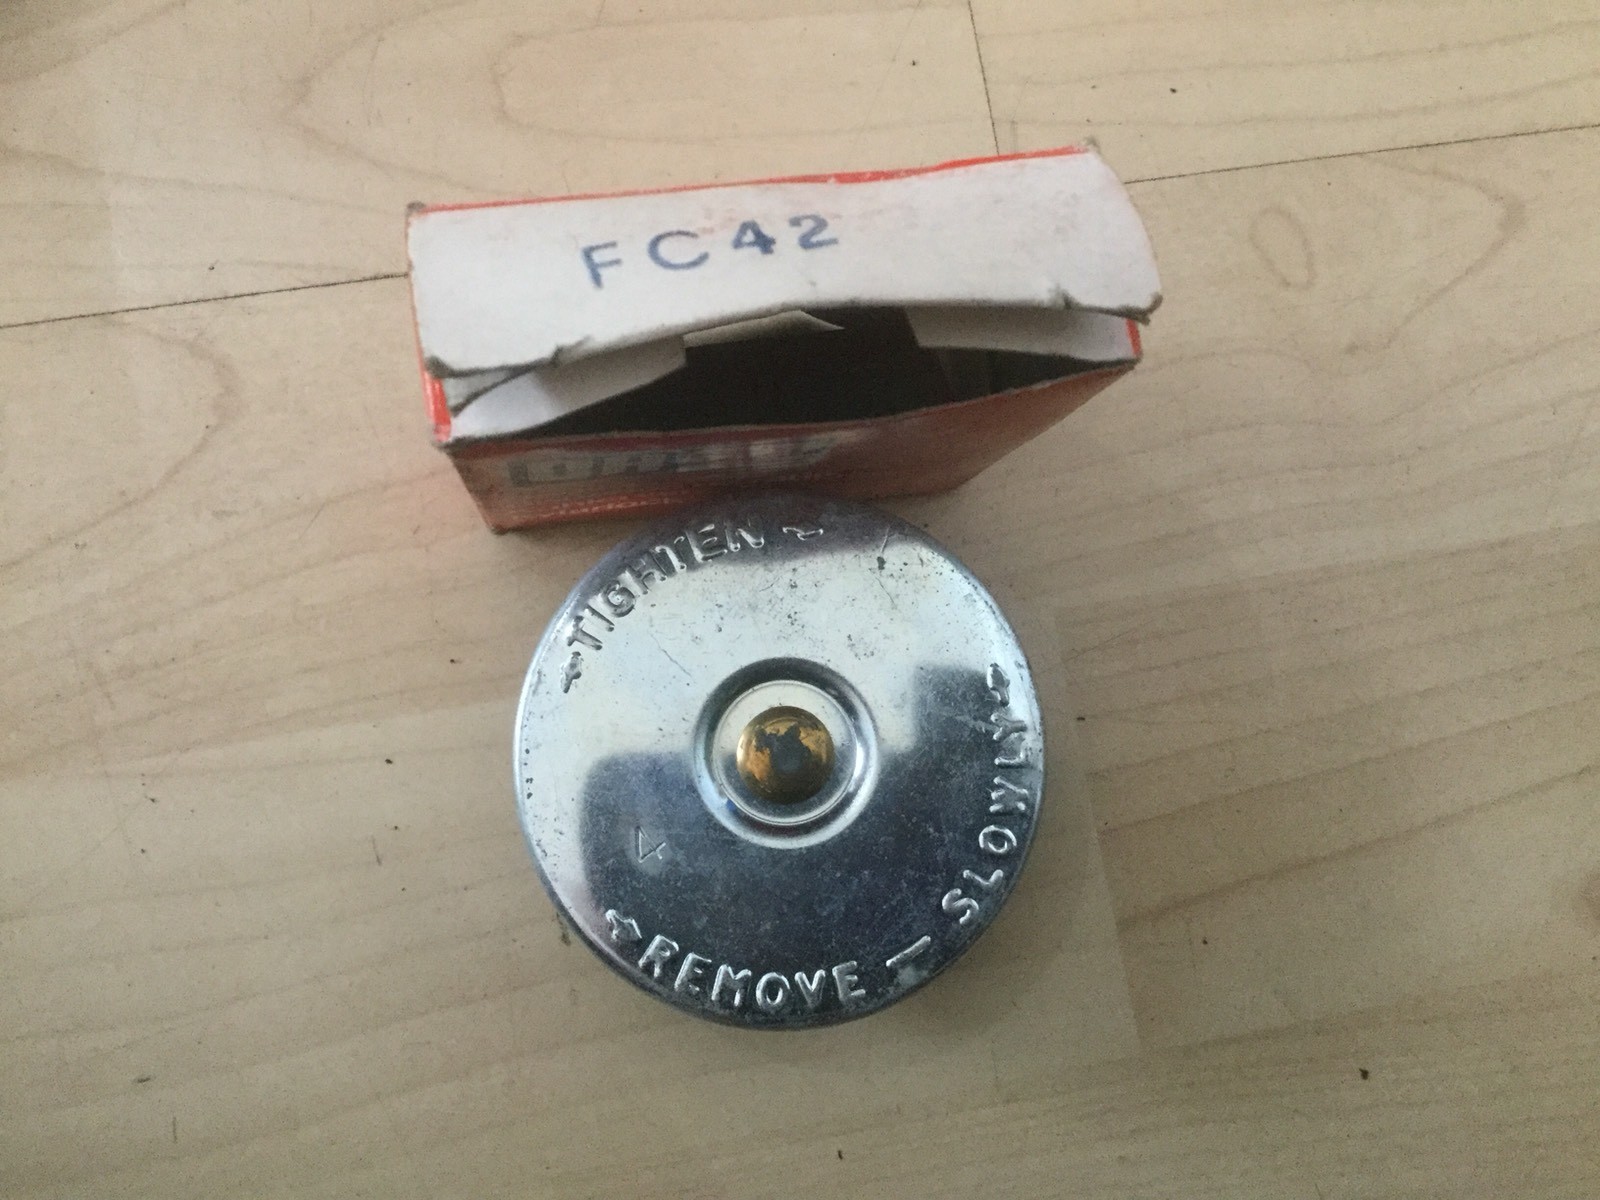 FC42
TIGHTEN
4
REMOVE — SLOWLY